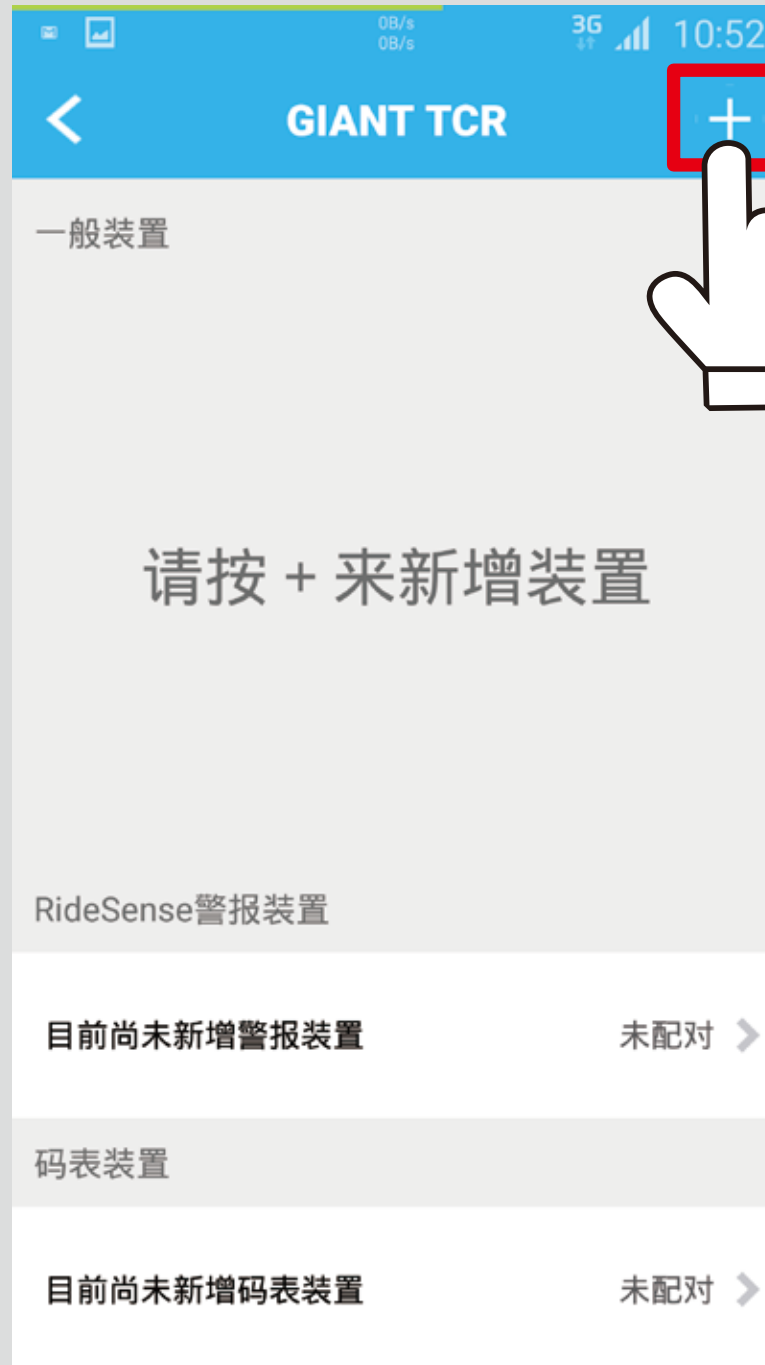 0B/s
0B/s
3G
10:52
GIANT TCR
+
一般装置
请按 + 来新增装置
RideSense警报装置
目前尚未新增警报装置 未配对
码表装置
目前尚未新增码表装置 未配对